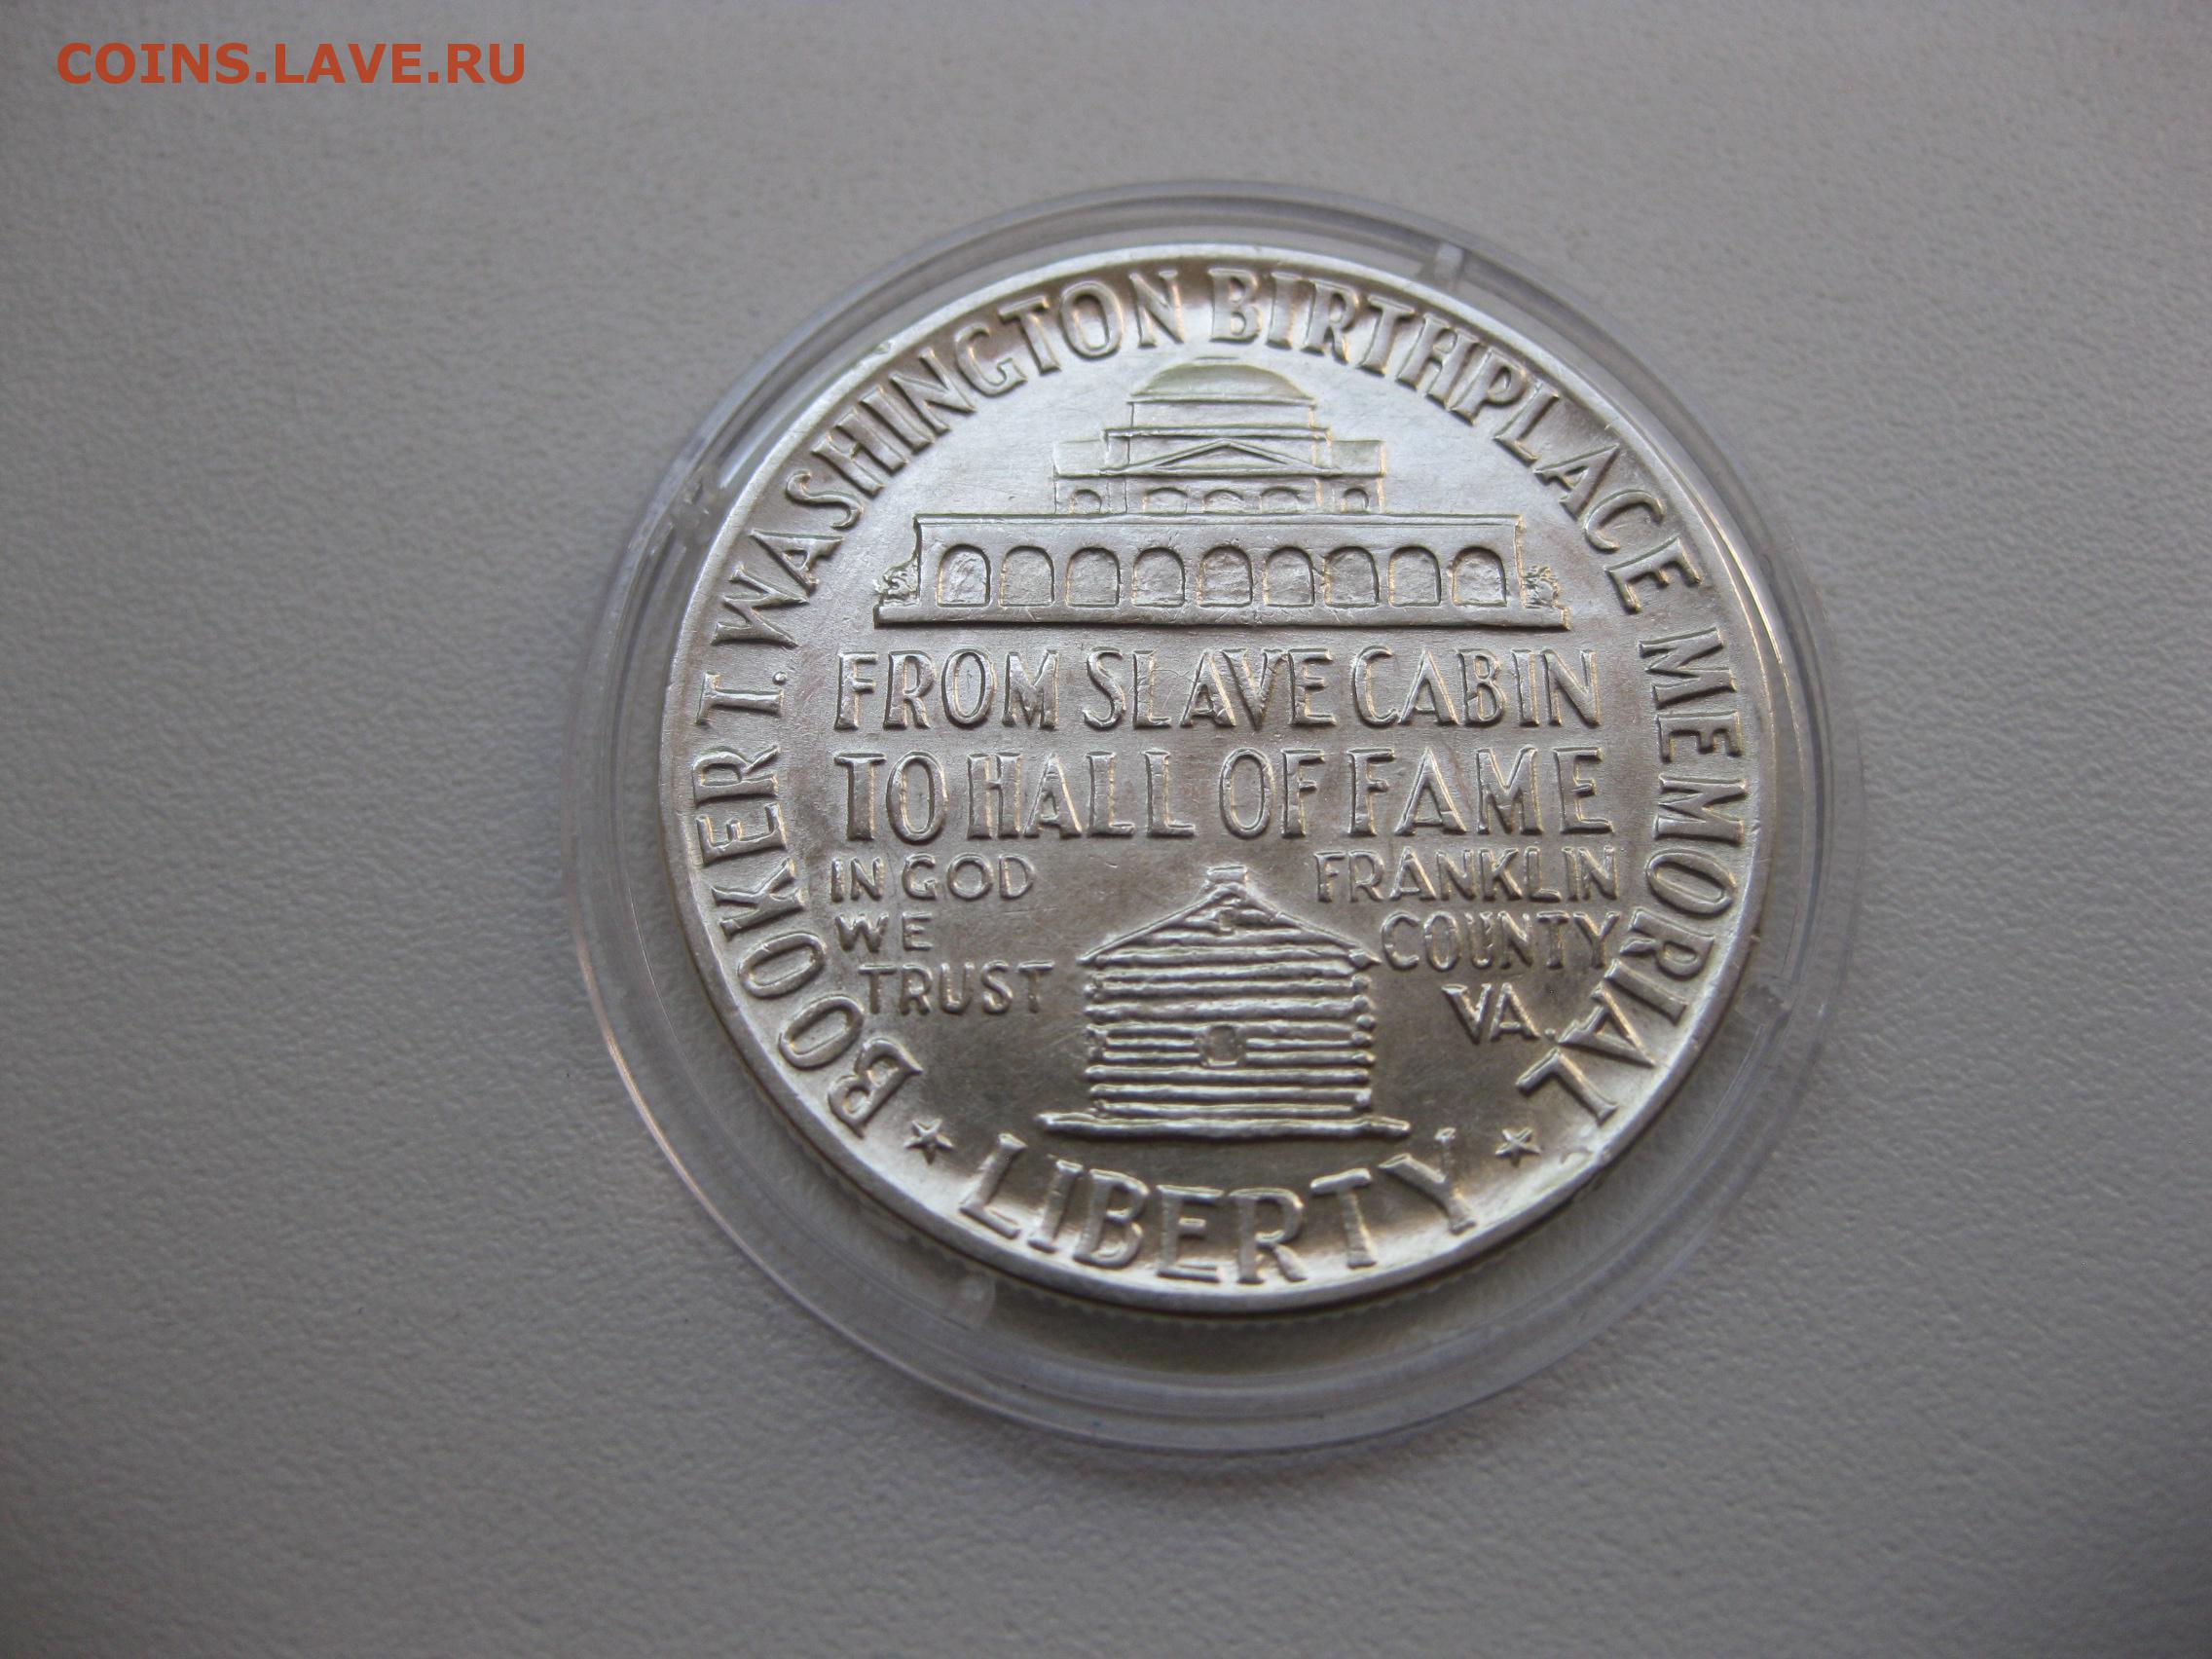 COINS.LAVE.RU
BOOKER T. WASHINGTON BIRTHPLACE MEMORIAL
FROM SLAVE CABIN
TO HALL OF FAME
IN GOD
WE
TRUST
FRANKLIN
COUNTY
VA.
LIBERTY